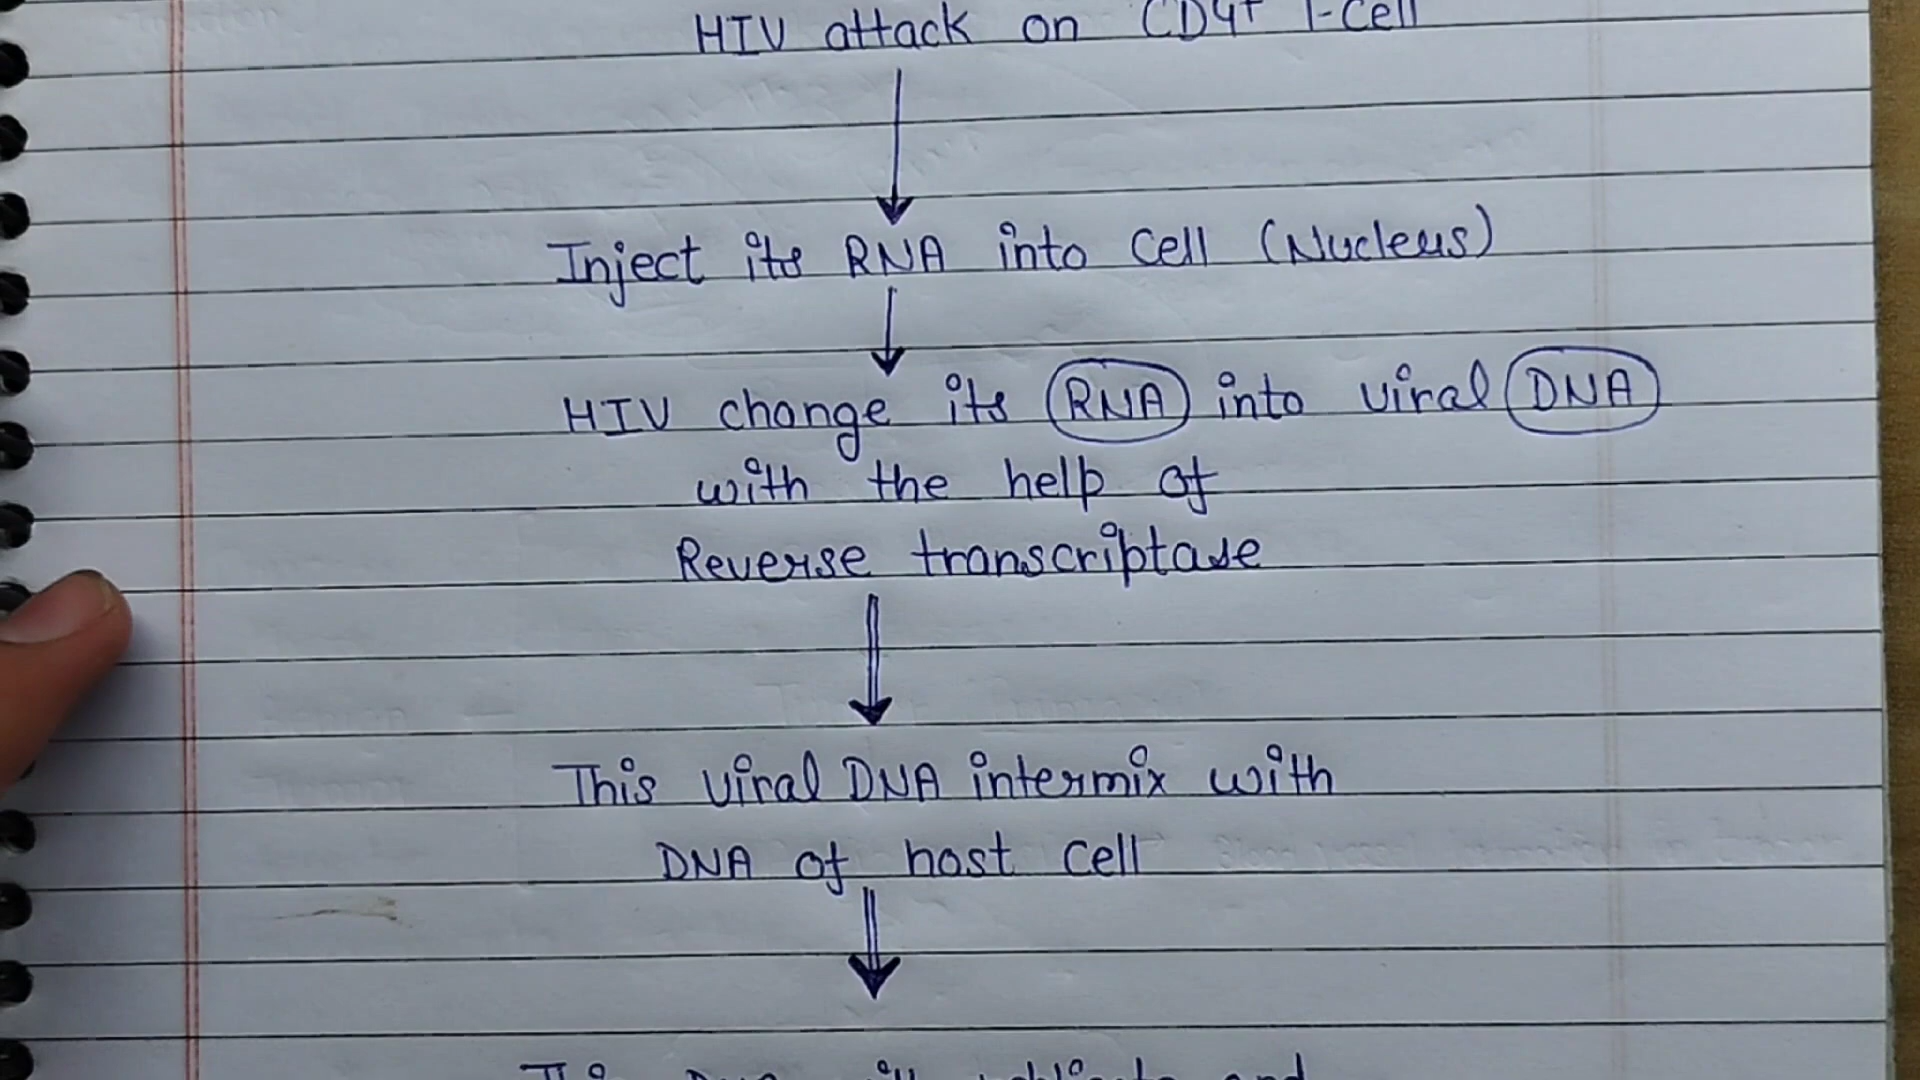 HIV attack on CD4+ T-Cell
Inject its RNA into Cell (Nucleus)
HIV change its RNA into viral DNA
with the help of
Reverse transcriptase
This viral DNA intermix with
DNA of host cell
and